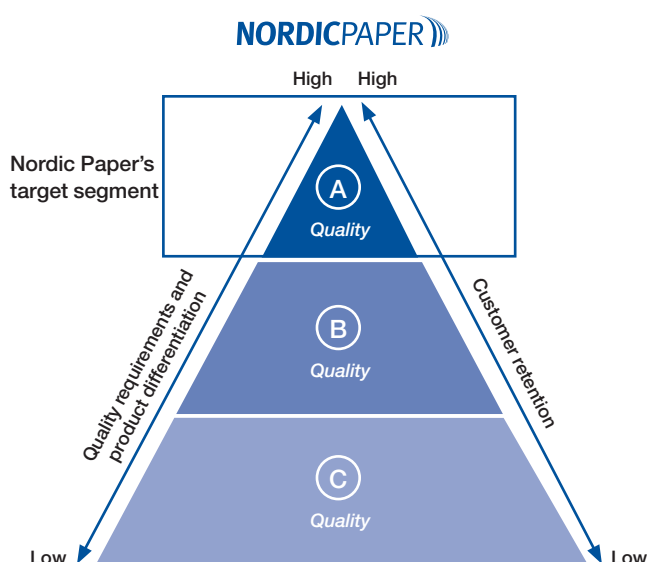 NORDICPAPER
High High
Nordic Paper's
target segment
A
Quality
Quality requirements and
product differentiation
Customer retention
B
Quality
C
Quality
Low Low